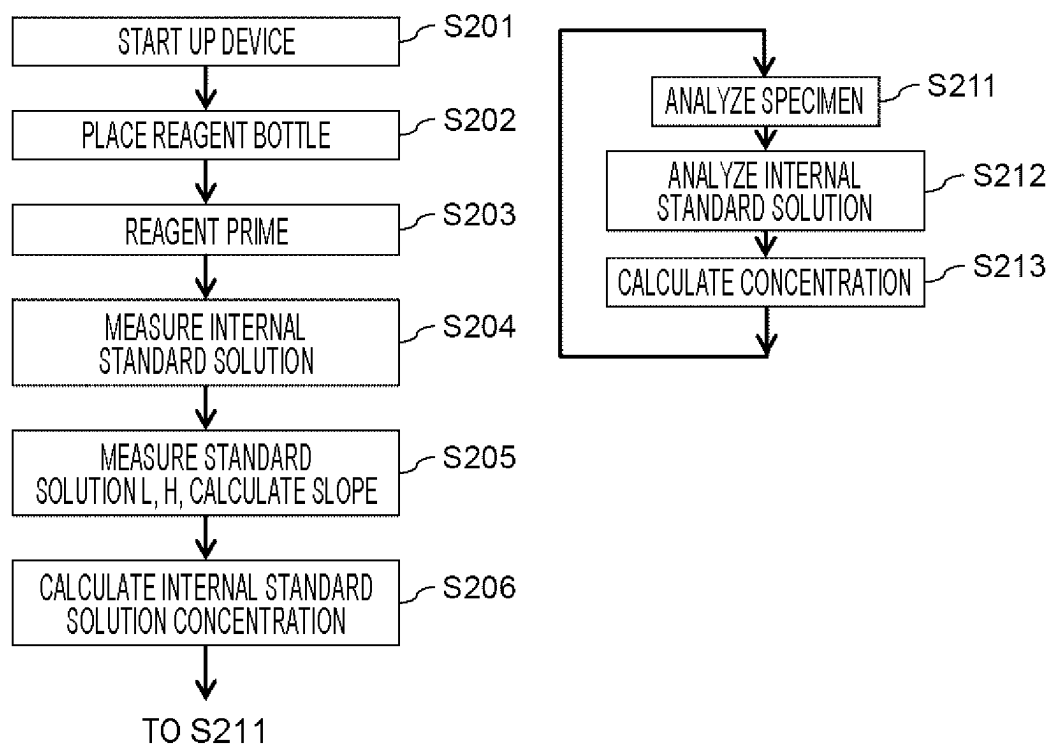 START UP DEVICE
S201
PLACE REAGENT BOTTLE
S202
REAGENT PRIME
S203
MEASURE INTERNAL
STANDARD SOLUTION
S204
MEASURE STANDARD
SOLUTION L, H, CALCULATE SLOPE
S205
CALCULATE INTERNAL STANDARD
SOLUTION CONCENTRATION
S206
TO S211
ANALYZE SPECIMEN
S211
ANALYZE INTERNAL
STANDARD SOLUTION
S212
CALCULATE CONCENTRATION
S213